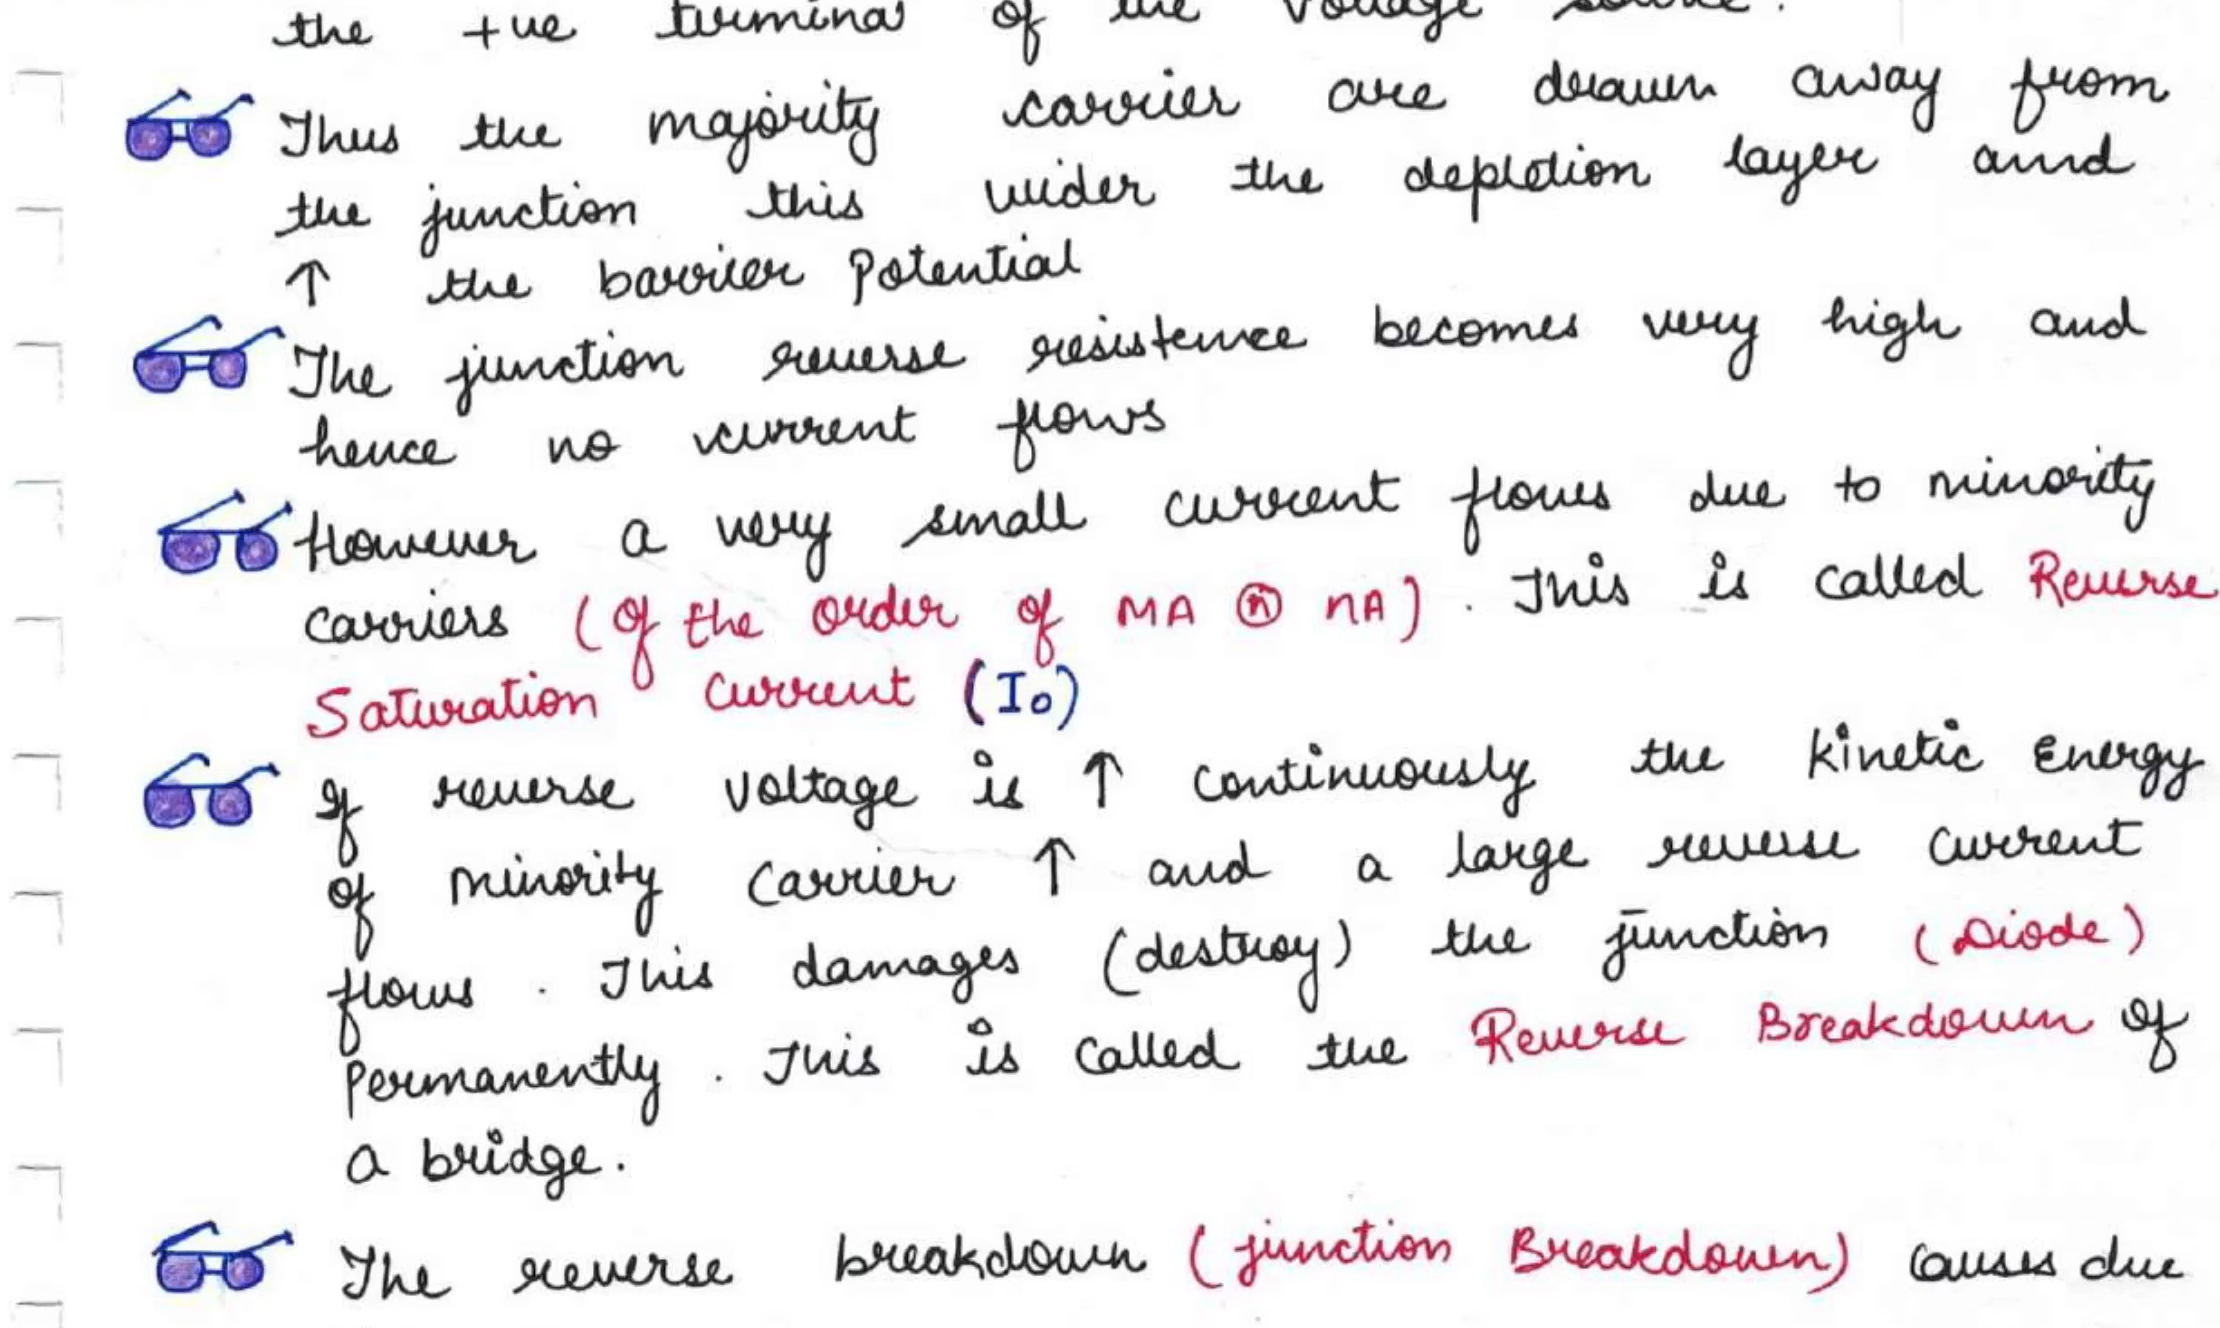 the +ve terminal of the voltage source.
Thus the majority carrier are drawn away from
the junction this wider the depletion layer annd
↑ the barrier Potential
The junction reverse resistence becomes very high and
hence no current flows
However a very small current flows due to minority
carriers (of the order of MA ⓝ nA). This is called Reverse
Saturation current (I₀)
If reverse voltage is ↑ continuously the kinetic Energy
of minority Carrier ↑ and a large reverse current
flows. This damages (destroy) the junction (Diode)
Permanently. This is called the Reverse Breakdown of
a bridge.
The reverse breakdown (junction Breakdown) causes due